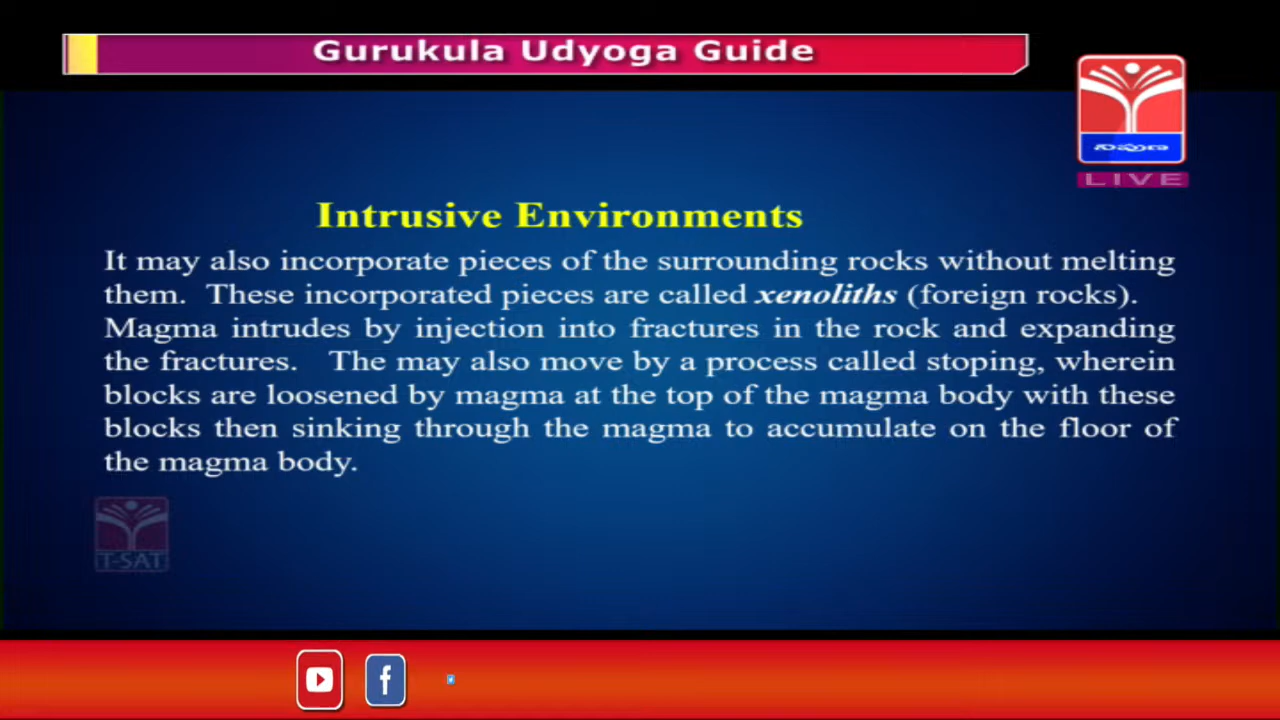 Gurukula Udyoga Guide
నిపుణ
LIVE
Intrusive Environments
It may also incorporate pieces of the surrounding rocks without melting
them. These incorporated pieces are called xenoliths (foreign rocks).
Magma intrudes by injection into fractures in the rock and expanding
the fractures. The may also move by a process called stoping, wherein
blocks are loosened by magma at the top of the magma body with these
blocks then sinking through the magma to accumulate on the floor of
the magma body.
T-SAT